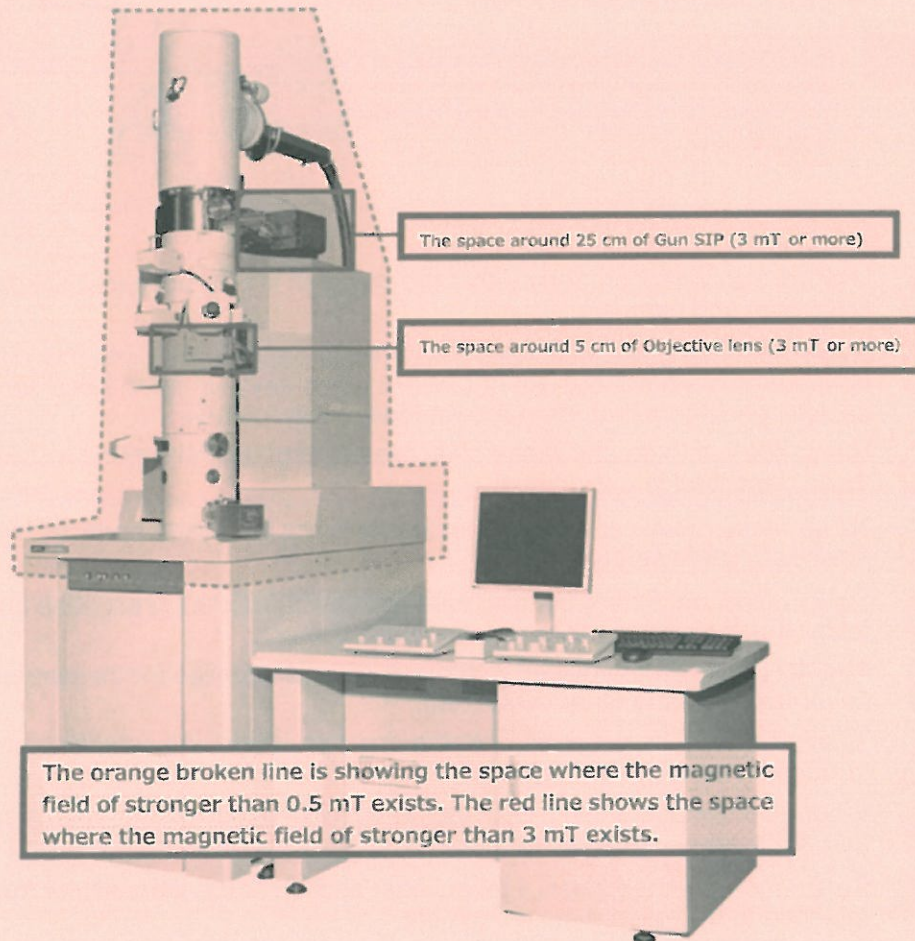 The space around 25 cm of Gun SIP (3 mT or more)
The space around 5 cm of Objective lens (3 mT or more)
The orange broken line is showing the space where the magnetic
field of stronger than 0.5 mT exists. The red line shows the space
where the magnetic field of stronger than 3 mT exists.